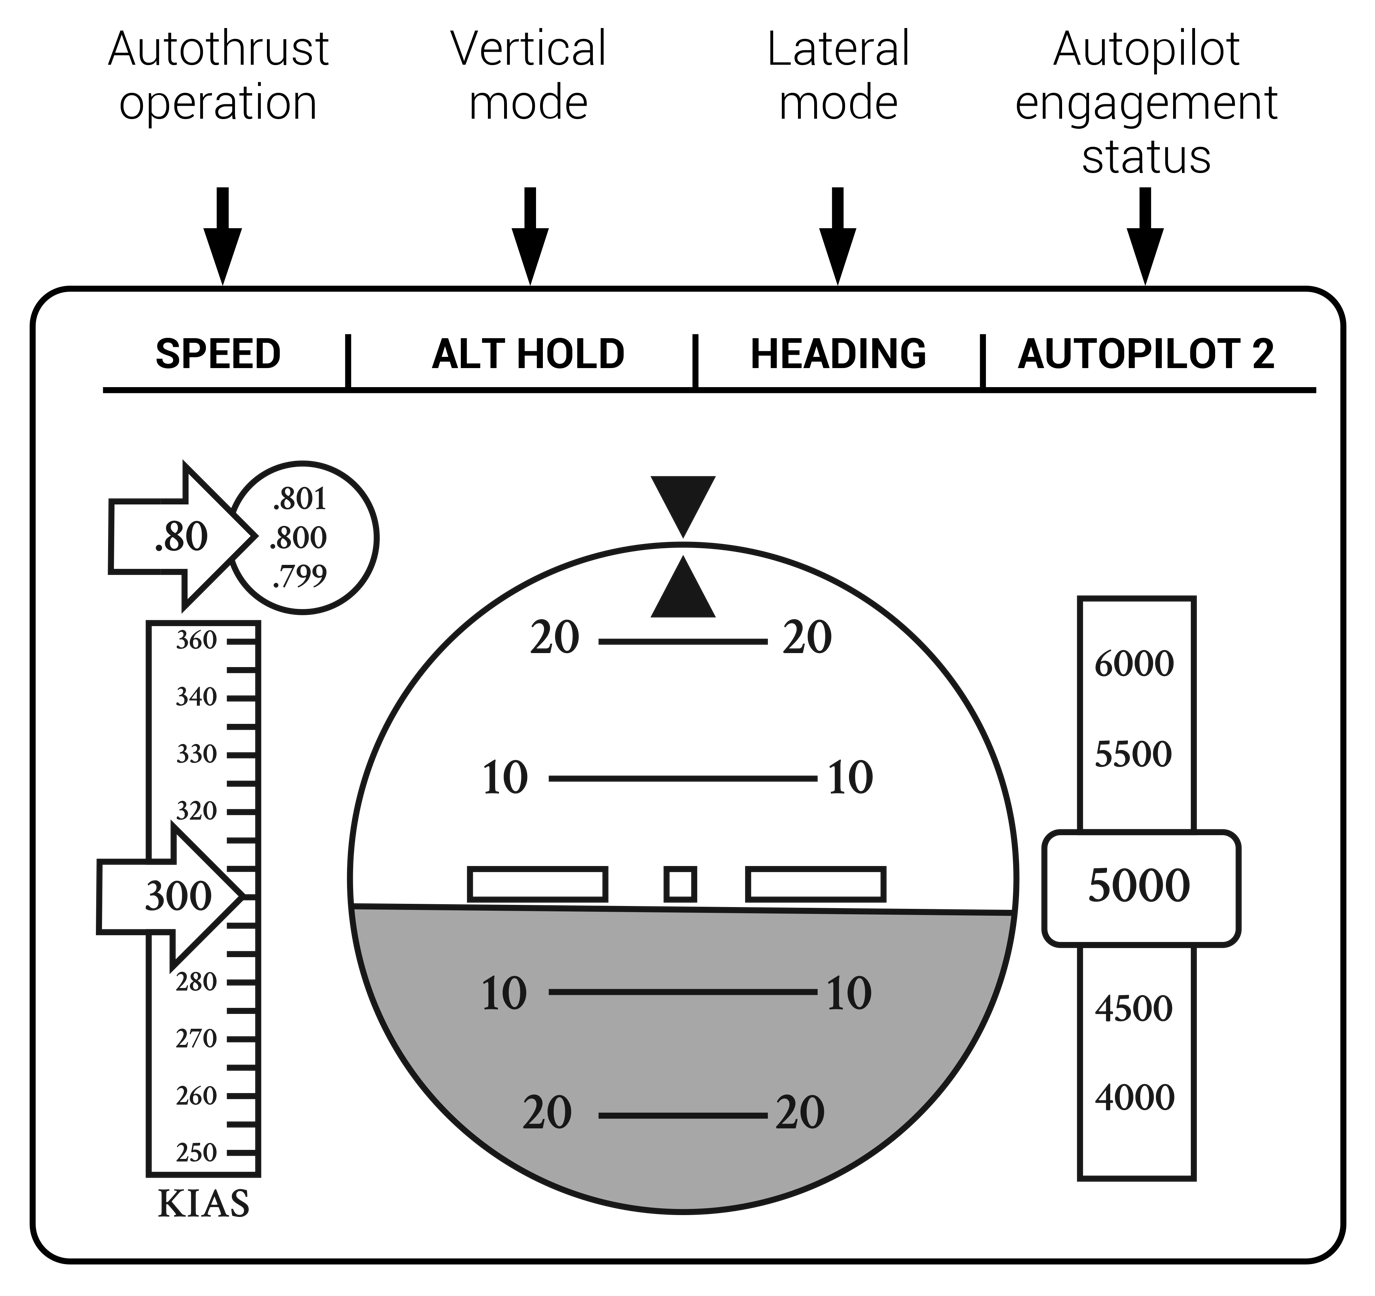 Autothrust
operation
Vertical
mode
Lateral
mode
Autopilot
engagement
status
SPEED
ALT HOLD
HEADING
AUTOPILOT 2
.80
.801
.800
.799
360
340
330
320
300
280
270
260
250
KIAS
20 20
10 10
10 10
20 20
6000
5500
5000
4500
4000